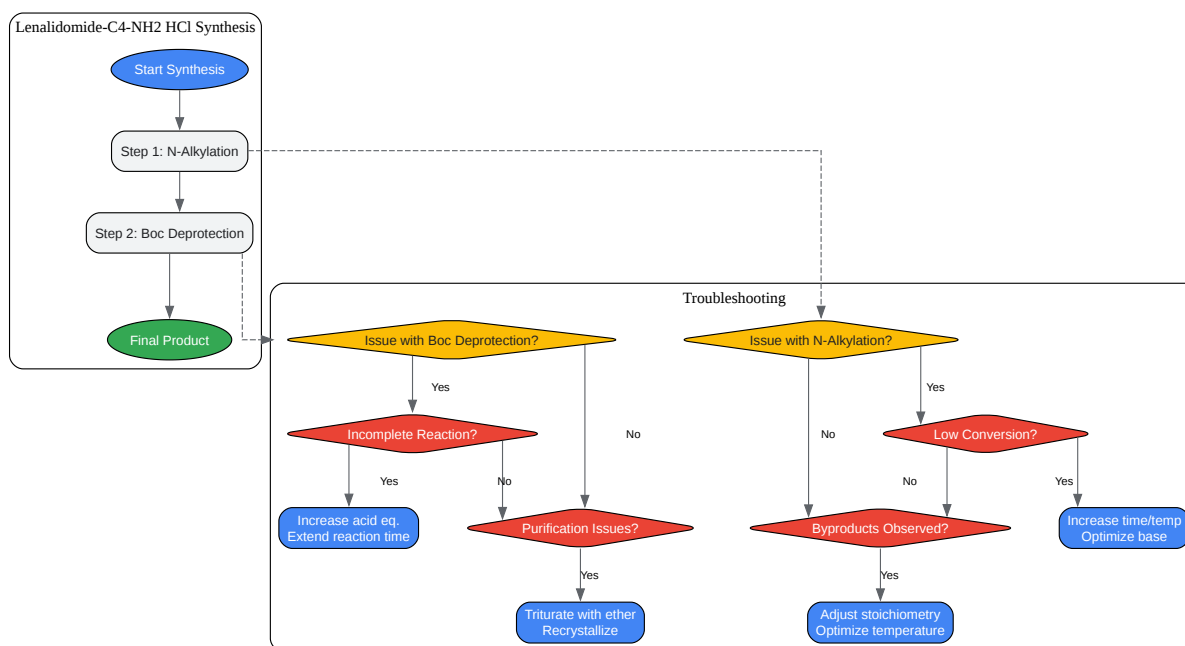 Lenalidomide-C4-NH2 HCl Synthesis
Start Synthesis
Step 1: N-Alkylation
Step 2: Boc Deprotection
Final Product
Troubleshooting
Issue with Boc Deprotection?
Issue with N-Alkylation?
Yes
Yes
Incomplete Reaction?
No
No
Low Conversion?
Yes
No
No
Yes
Increase acid eq.
Extend reaction time
Purification Issues?
Byproducts Observed?
Increase time/temp
Optimize base
Yes
Yes
Triturate with ether
Recrystallize
Adjust stoichiometry
Optimize temperature